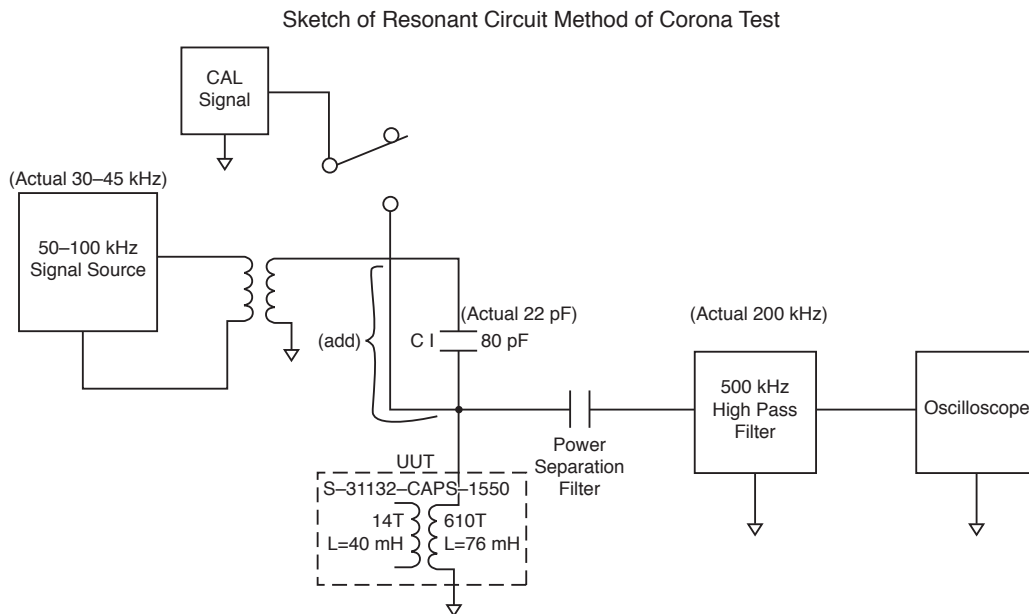 Sketch of Resonant Circuit Method of Corona Test
CAL
Signal
(Actual 30–45 kHz)
50–100 kHz
Signal Source
(add)
(Actual 22 pF)
C I
80 pF
(Actual 200 kHz)
500 kHz
High Pass
Filter
Oscilloscope
Power
Separation
Filter
UUT
S–31132–CAPS–1550
14T
L=40 mH
610T
L=76 mH